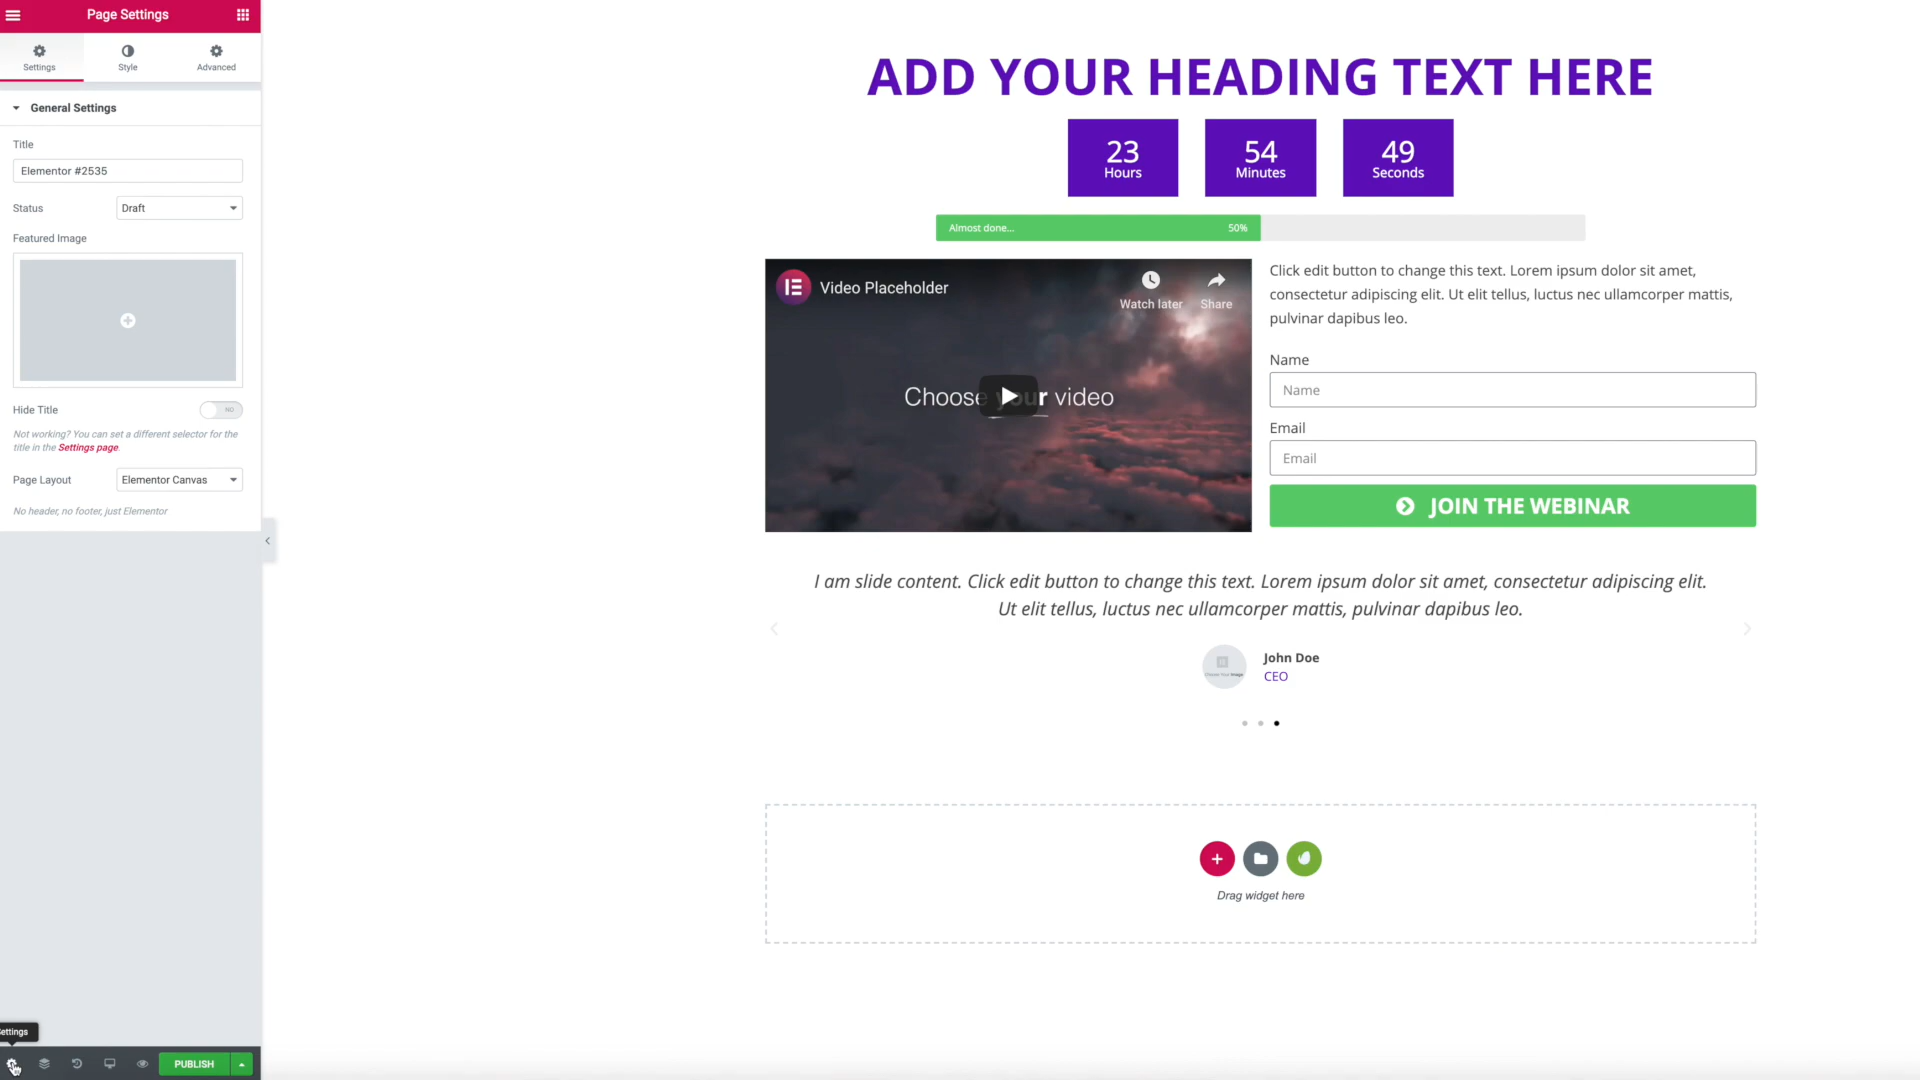 Page Settings
Settings
Style
Advanced
General Settings
Title
Elementor #2535
Status
Draft
Featured Image
Hide Title
NO
Not working? You can set a different selector for the
title in the Settings page.
Page Layout
Elementor Canvas
No header, no footer, just Elementor
ettings
PUBLISH
ADD YOUR HEADING TEXT HERE
23
Hours
54
Minutes
49
Seconds
Almost done...
50%
Video Placeholder
Watch later
Share
Choose your video
Click edit button to change this text. Lorem ipsum dolor sit amet,
consectetur adipiscing elit. Ut elit tellus, luctus nec ullamcorper mattis,
pulvinar dapibus leo.
Name
Name
Email
Email
JOIN THE WEBINAR
I am slide content. Click edit button to change this text. Lorem ipsum dolor sit amet, consectetur adipiscing elit.
Ut elit tellus, luctus nec ullamcorper mattis, pulvinar dapibus leo.
Choose Your Image
John Doe
CEO
Drag widget here